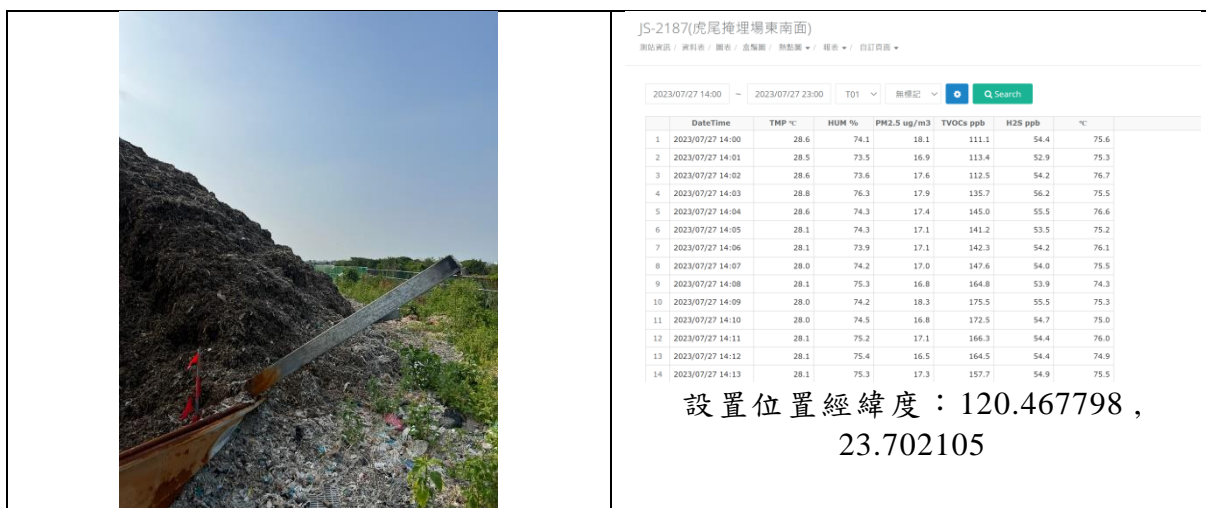 JS-2187(虎尾掩埋場東南面)
測站資訊 / 資料表 / 圖表 / 盒鬚圖 / 熱點圖 / 報表 / 自訂頁面
2023/07/27 14:00 ~ 2023/07/27 23:00 T01 無標記 Search
DateTime TMP ℃ HUM % PM2.5 ug/m3 TVOCs ppb H2S ppb ℃
1 2023/07/27 14:00 28.6 74.1 18.1 111.1 54.4 75.6
2 2023/07/27 14:01 28.5 73.5 16.9 113.4 52.9 75.3
3 2023/07/27 14:02 28.6 73.6 17.6 112.5 54.2 76.7
4 2023/07/27 14:03 28.8 76.3 17.9 135.7 56.2 75.5
5 2023/07/27 14:04 28.6 74.3 17.4 145.0 55.5 76.6
6 2023/07/27 14:05 28.1 74.3 17.1 141.2 53.5 75.2
7 2023/07/27 14:06 28.1 73.9 17.1 142.3 54.2 76.1
8 2023/07/27 14:07 28.0 74.2 17.0 147.6 54.0 75.5
9 2023/07/27 14:08 28.1 75.3 16.8 164.8 53.9 74.3
10 2023/07/27 14:09 28.0 74.2 18.3 175.5 55.5 75.3
11 2023/07/27 14:10 28.0 74.5 16.8 172.5 54.7 75.0
12 2023/07/27 14:11 28.1 75.2 17.1 166.3 54.4 76.0
13 2023/07/27 14:12 28.1 75.4 16.5 164.5 54.4 74.9
14 2023/07/27 14:13 28.1 75.3 17.3 157.7 54.9 75.5
設置位置經緯度：120.467798 ,
23.702105